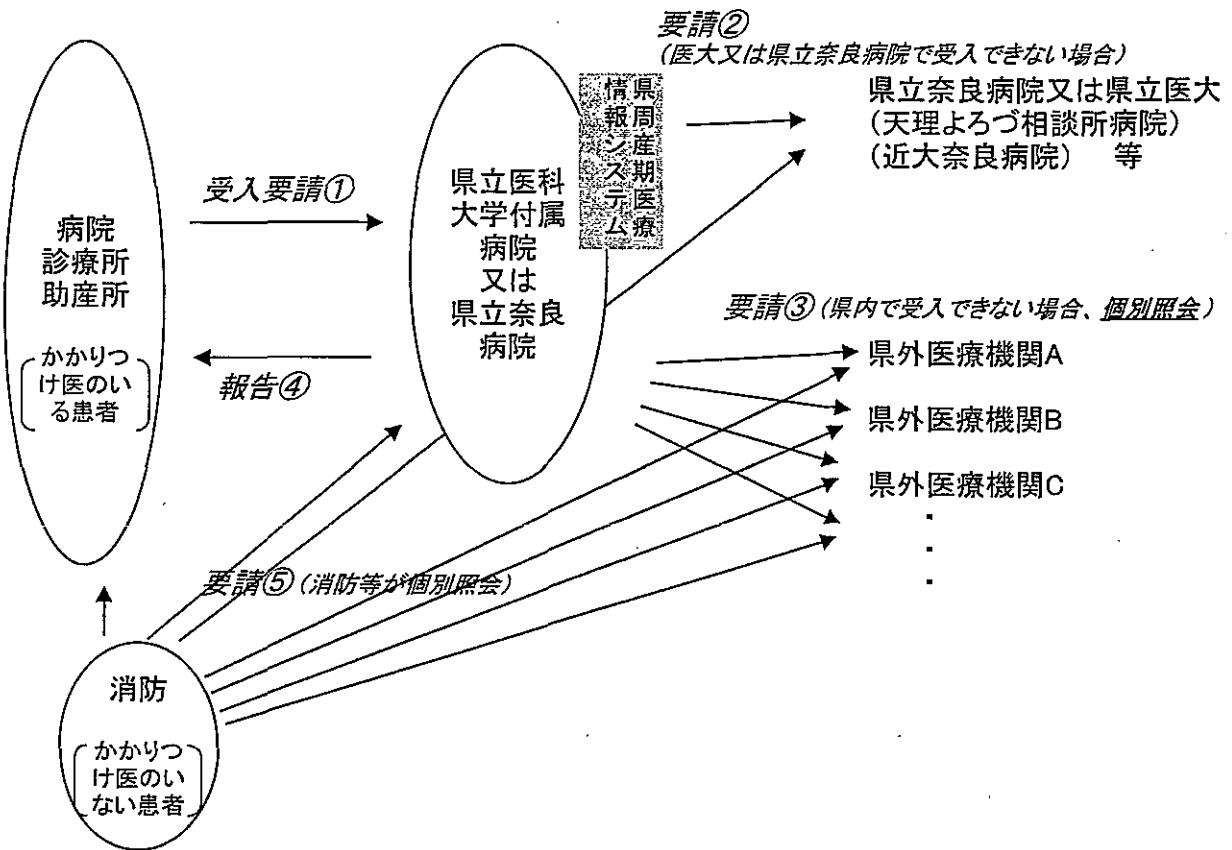 要請②
(医大又は県立奈良病院で受入できない場合)
県周産期医療
情報システム
県立奈良病院又は県立医大
(天理よろづ相談所病院)
(近大奈良病院) 等
受入要請①
県立医科
大学付属
病院
又は
県立奈良
病院
病院
診療所
助産所
かかりつ
け医のい
る患者
報告④
要請③(県内で受入できない場合、個別照会)
県外医療機関A
県外医療機関B
県外医療機関C
・
・
・
要請⑤(消防等が個別照会)
消防
かかりつ
け医のい
ない患者